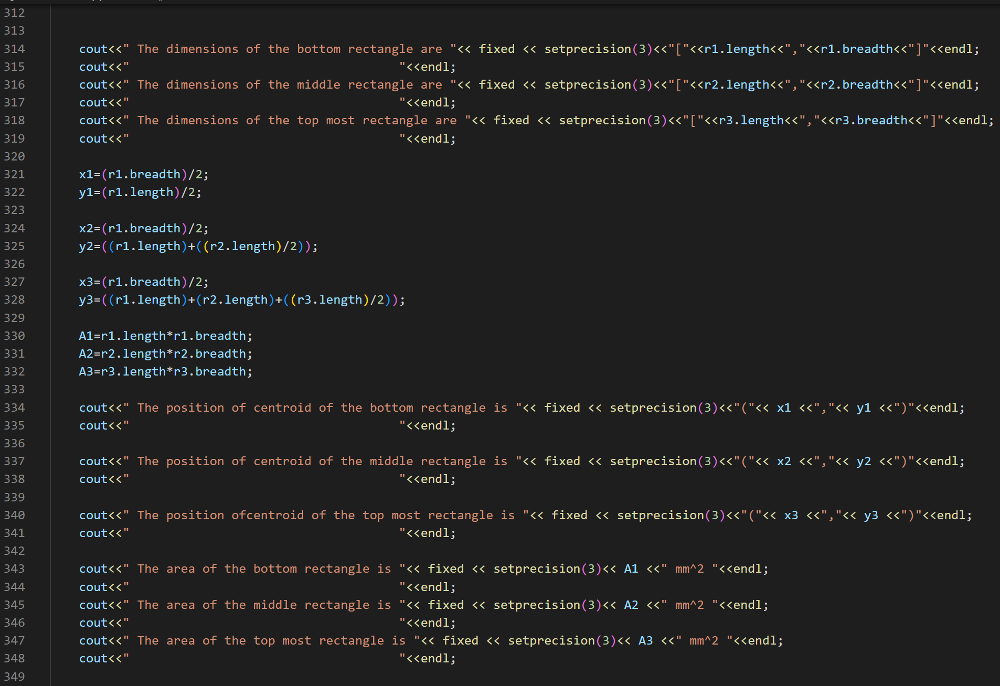 312
313
314 cout<<" The dimensions of the bottom rectangle are "<< fixed << setprecision(3)<<"["<<r1.length<<","<<r1.breadth<<"]"<<endl;
315 cout<<"                                     "<<endl;
316 cout<<" The dimensions of the middle rectangle are "<< fixed << setprecision(3)<<"["<<r2.length<<","<<r2.breadth<<"]"<<endl;
317 cout<<"                                     "<<endl;
318 cout<<" The dimensions of the top most rectangle are "<< fixed << setprecision(3)<<"["<<r3.length<<","<<r3.breadth<<"]"<<endl;
319 cout<<"                                     "<<endl;
320
321 x1=(r1.breadth)/2;
322 y1=(r1.length)/2;
323
324 x2=(r1.breadth)/2;
325 y2=((r1.length)+((r2.length)/2));
326
327 x3=(r1.breadth)/2;
328 y3=((r1.length)+(r2.length)+((r3.length)/2));
329
330 A1=r1.length*r1.breadth;
331 A2=r2.length*r2.breadth;
332 A3=r3.length*r3.breadth;
333
334 cout<<" The position of centroid of the bottom rectangle is "<< fixed << setprecision(3)<<"("<< x1 <<","<< y1 <<")"<<endl;
335 cout<<"                                     "<<endl;
336
337 cout<<" The position of centroid of the middle rectangle is "<< fixed << setprecision(3)<<"("<< x2 <<","<< y2 <<")"<<endl;
338 cout<<"                                     "<<endl;
339
340 cout<<" The position ofcentroid of the top most rectangle is "<< fixed << setprecision(3)<<"("<< x3 <<","<< y3 <<")"<<endl;
341 cout<<"                                     "<<endl;
342
343 cout<<" The area of the bottom rectangle is "<< fixed << setprecision(3)<< A1 <<" mm^2 "<<endl;
344 cout<<"                                     "<<endl;
345 cout<<" The area of the middle rectangle is "<< fixed << setprecision(3)<< A2 <<" mm^2 "<<endl;
346 cout<<"                                     "<<endl;
347 cout<<" The area of the top most rectangle is "<< fixed << setprecision(3)<< A3 <<" mm^2 "<<endl;
348 cout<<"                                     "<<endl;
349